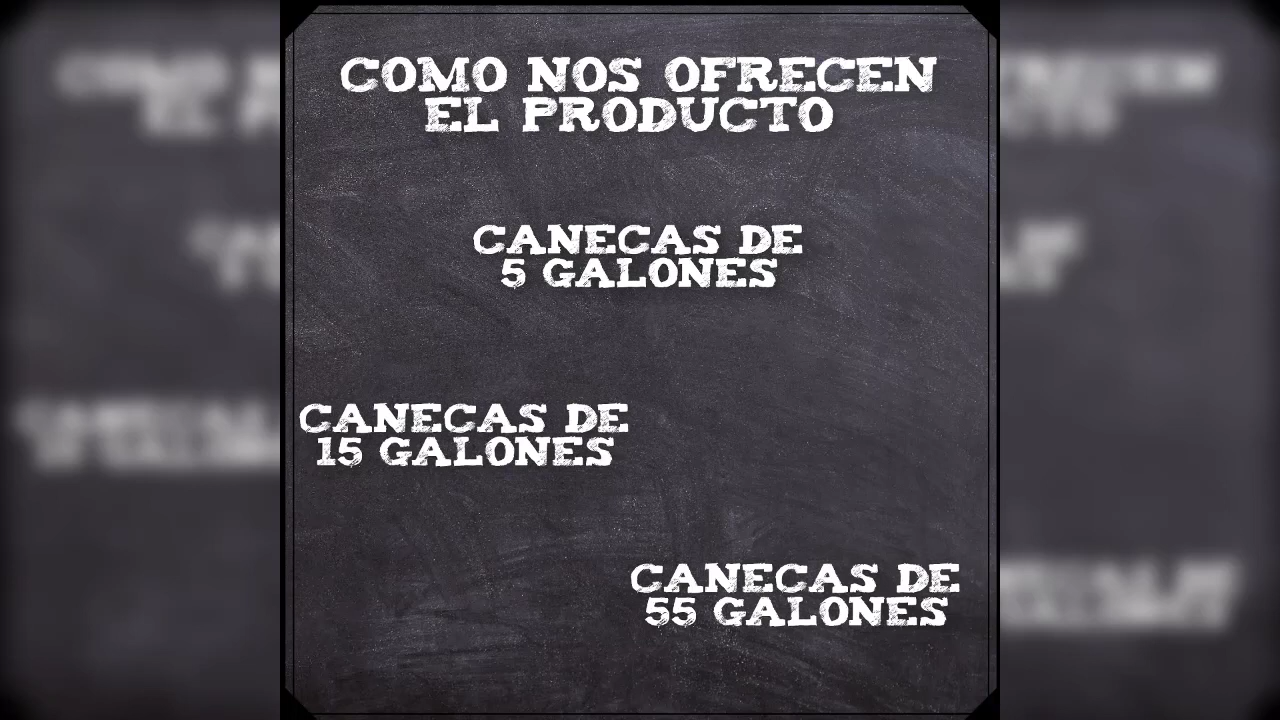 COMO NOS OFRECEN
EL PRODUCTO
CANECAS DE
5 GALONES
CANECAS DE
15 GALONES
CANECAS DE
55 GALONES